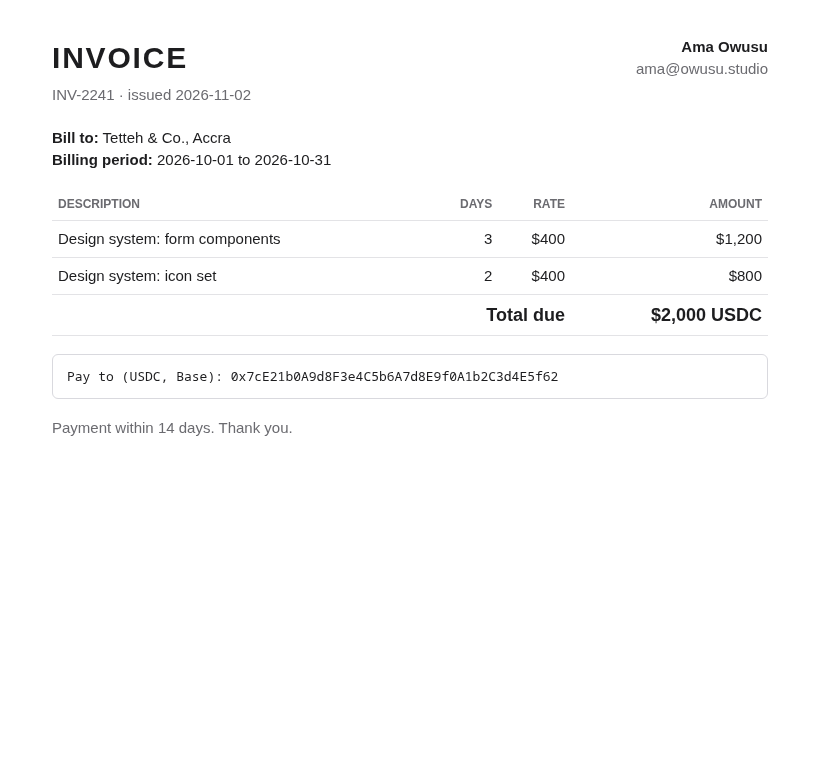 INVOICE
INV-2241 · issued 2026-11-02
Ama Owusu
ama@owusu.studio
Bill to: Tetteh & Co., Accra
Billing period: 2026-10-01 to 2026-10-31
DESCRIPTION DAYS RATE AMOUNT
Design system: form components 3 $400 $1,200
Design system: icon set 2 $400 $800
Total due $2,000 USDC
Pay to (USDC, Base): 0x7cE21b0A9d8F3e4C5b6A7d8E9f0A1b2C3d4E5f62
Payment within 14 days. Thank you.